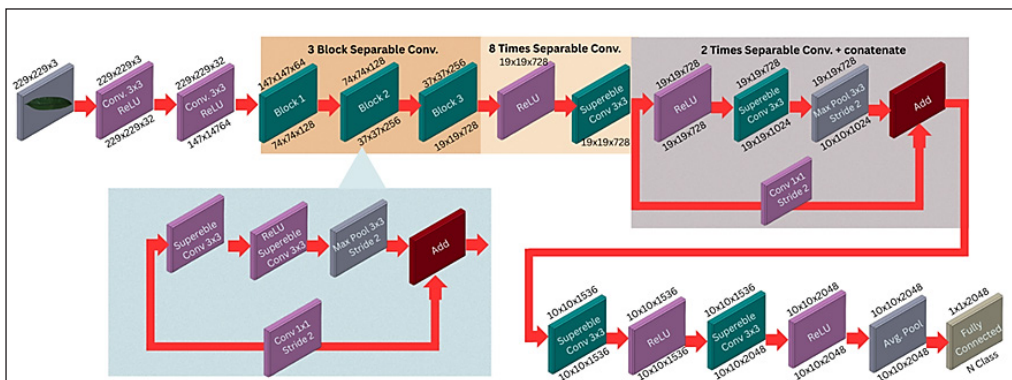 3 Block Separable Conv.
8 Times Separable Conv.
2 Times Separable Conv. + concatenate
229x229x3
229x229x3
Conv. 3x3
ReLU
229x229x32
229x229x32
Conv. 3x3
ReLU
147x14764
147x147x64
Block 1
74x74x128
74x74x128
Block 2
37x37x256
37x37x256
Block 3
19x19x728
19x19x728
ReLU
Supereble
Conv 3x3
19x19x728
19x19x728
ReLU
19x19x728
19x19x728
Supereble
Conv 3x3
19x19x1024
19x19x728
Max Pool 3x3
Stride 2
10x10x1024
Add
Conv 1x1
Stride 2
Supereble
Conv 3x3
ReLU
Supereble
Conv 3x3
Max Pool 3x3
Stride 2
Add
Conv 1x1
Stride 2
10x10x1536
Supereble
Conv 3x3
10x10x1536
10x10x1536
ReLU
10x10x1536
10x10x1536
Supereble
Conv 3x3
10x10x2048
10x10x2048
ReLU
10x10x2048
10x10x2048
Avg. Pool
10x10x2048
1x1x2048
Fully
Connected
N Class